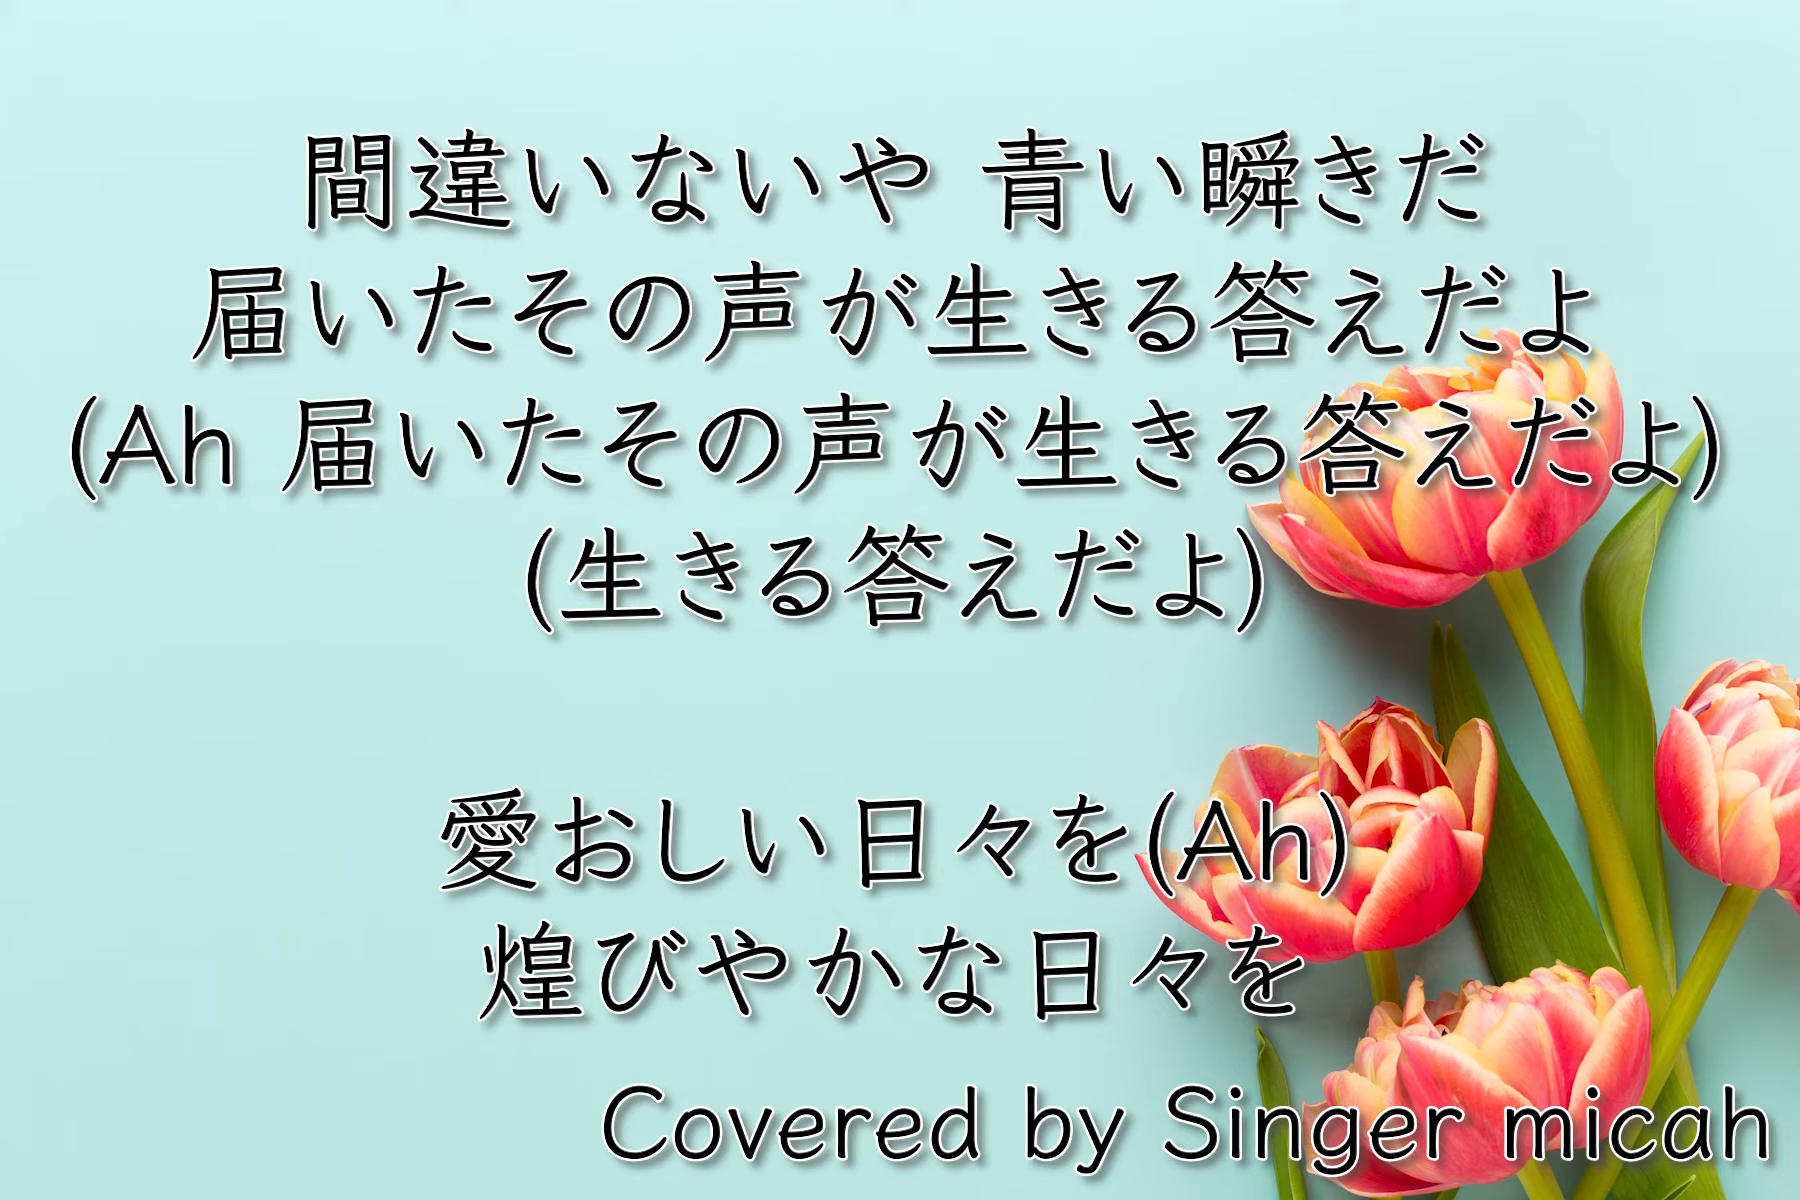 間違いないや 青い瞬きだ
届いたその声が生きる答えだよ
(Ah 届いたその声が生きる答えだよ)
(生きる答えだよ)
愛おしい日々を(Ah)
煌びやかな日々を
Covered by Singer micah